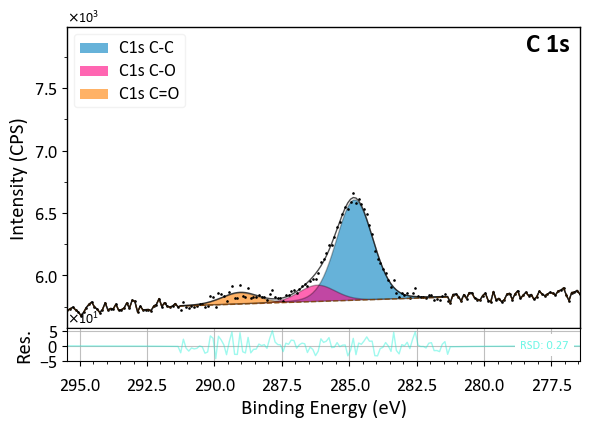 ×10³
C 1s
C1s C-C
C1s C-O
C1s C=O
Intensity (CPS)
7.5
7.0
6.5
6.0
×10¹
Res.
5
0
−5
RSD: 0.27
295.0 292.5 290.0 287.5 285.0 282.5 280.0 277.5
Binding Energy (eV)